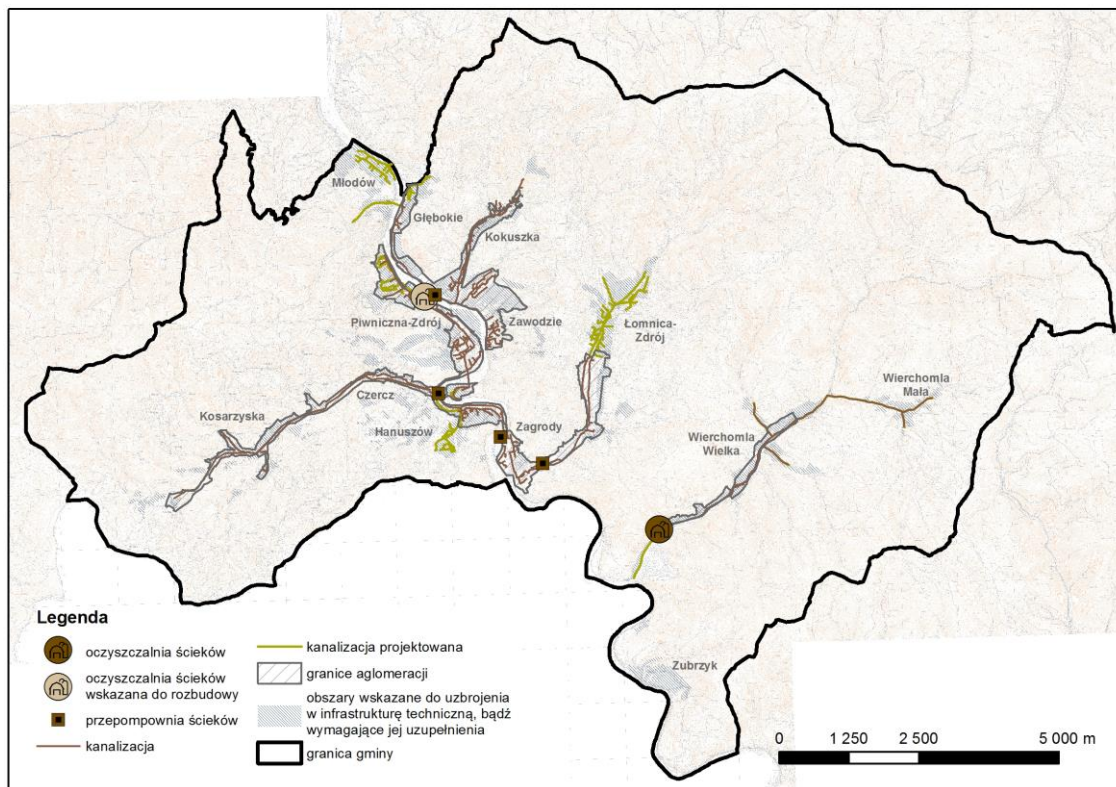 Młodów
Głębokie
Kokuszka
Piwniczna-Zdrój
Zawodzie
Łomnica-
Zdrój
Wierchomla
Mała
Czercz
Kosarzyska
Hanuszów
Zagrody
Wierchomla
Wielka
Zubrzyk
Legenda
oczyszczalnia ścieków
oczyszczalnia ścieków
wskazana do rozbudowy
przepompownia ścieków
kanalizacja
kanalizacja projektowana
granice aglomeracji
obszary wskazane do uzbrojenia
w infrastrukturę techniczną, bądź
wymagające jej uzupełnienia
granica gminy
0 1 250 2 500 5 000 m